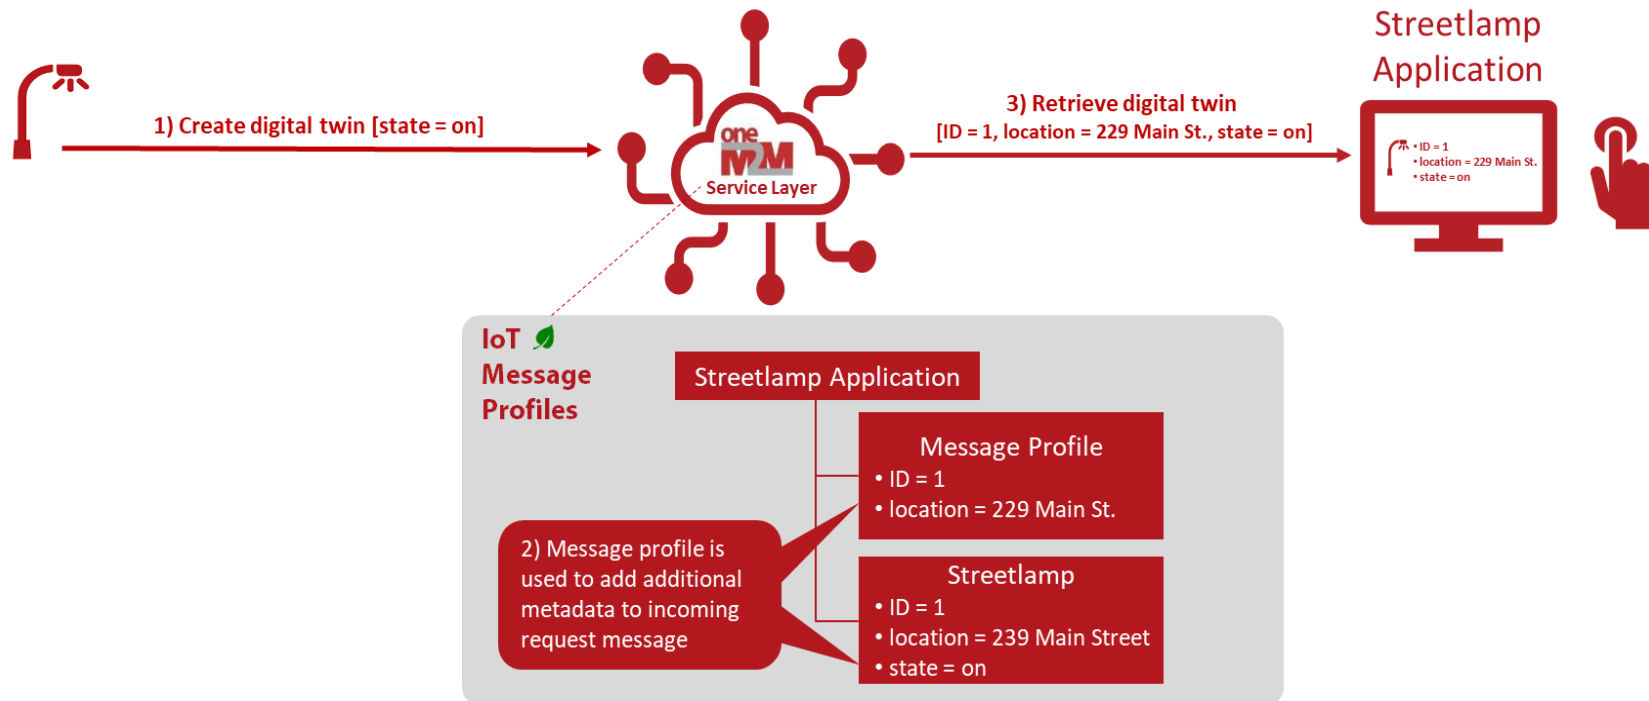 Streetlamp
Application
1) Create digital twin [state = on]
one
M2M
Service Layer
3) Retrieve digital twin
[ID = 1, location = 229 Main St., state = on]
• ID = 1
• location = 229 Main St.
• state = on
IoT
Message
Profiles
Streetlamp Application
Message Profile
• ID = 1
• location = 229 Main St.
2) Message profile is
used to add additional
metadata to incoming
request message
Streetlamp
• ID = 1
• location = 239 Main Street
• state = on